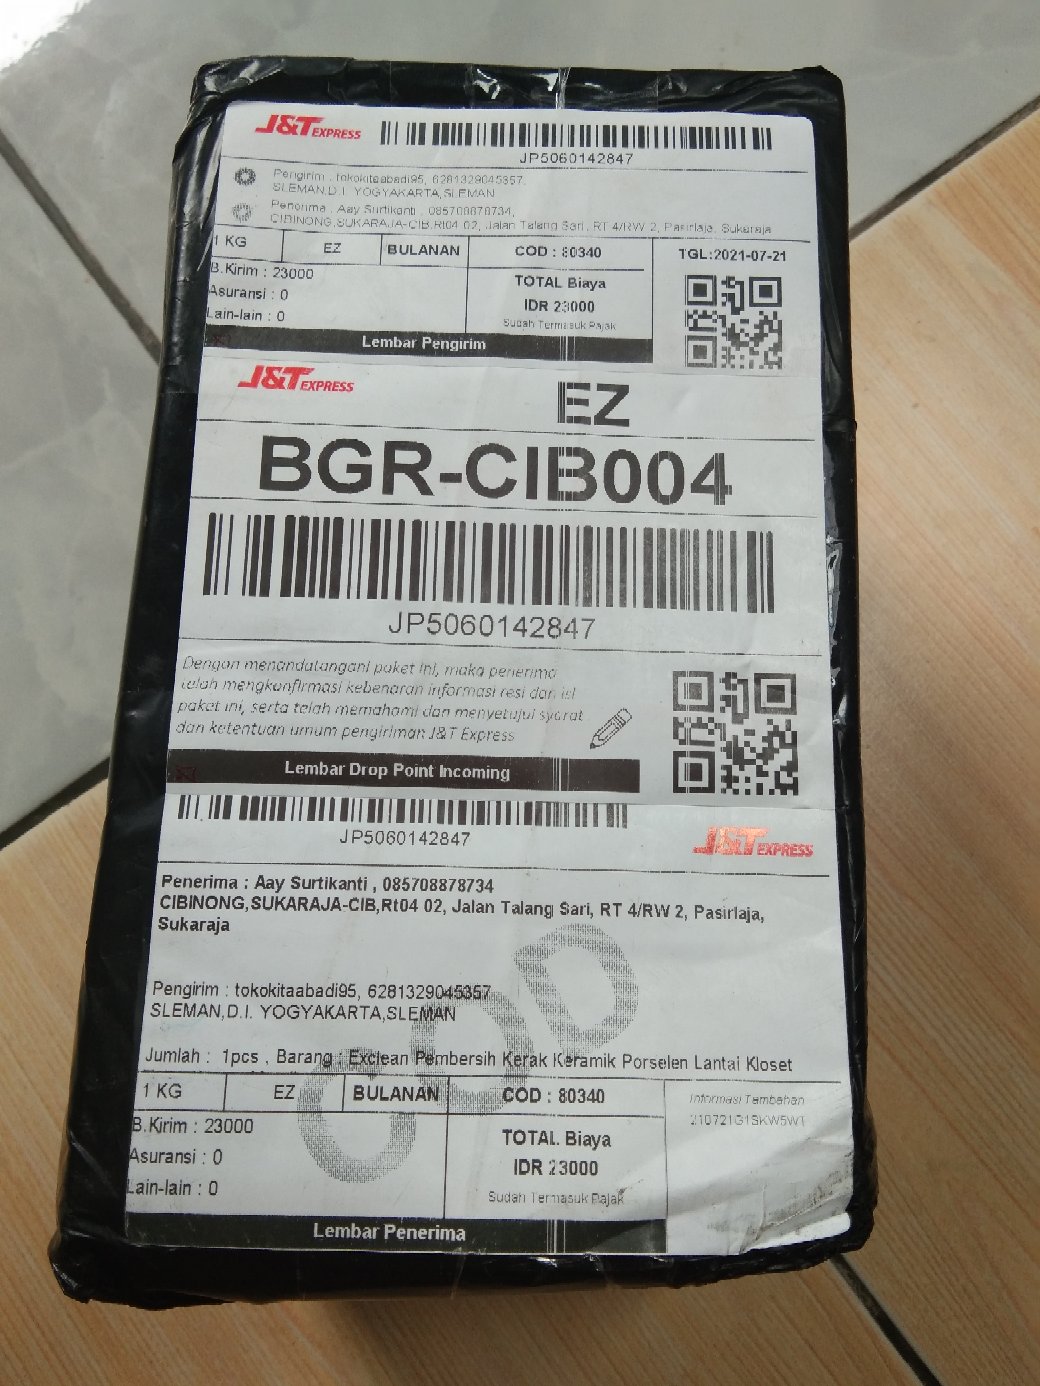 J&T EXPRESS
JP5060142847
Pengirim : tokokitaabadi95, 6281329045357,
SLEMAN,D.I. YOGYAKARTA,SLEMAN
Penerima : Aay Surtikanti , 085708878734,
CIBINONG,SUKARAJA-CIB,Rt04 02, Jalan Talang Sari, RT 4/RW 2, Pasirlaja, Sukaraja
1 KG EZ BULANAN COD : 80340 TGL:2021-07-21
B.Kirim : 23000
Asuransi : 0
Lain-lain : 0
TOTAL Biaya
IDR 23000
Sudah Termasuk Pajak
Lembar Pengirim
J&T EXPRESS
EZ
BGR-CIB004
JP5060142847
Dengan menandatangani paket ini, maka penerima
telah mengkonfirmasi kebenaran informasi resi dan isi
paket ini, serta telah memahami dan menyetujui syarat
dan ketentuan umum pengiriman J&T Express
Lembar Drop Point Incoming
JP5060142847
J&T EXPRESS
Penerima : Aay Surtikanti , 085708878734
CIBINONG,SUKARAJA-CIB,Rt04 02, Jalan Talang Sari, RT 4/RW 2, Pasirlaja,
Sukaraja
Pengirim : tokokitaabadi95, 6281329045357
SLEMAN,D.I. YOGYAKARTA,SLEMAN
COD
Jumlah : 1pcs , Barang : Exclean Pembersih Kerak Keramik Porselen Lantai Kloset
1 KG EZ BULANAN COD : 80340
B.Kirim : 23000
Asuransi : 0
Lain-lain : 0
TOTAL Biaya
IDR 23000
Sudah Termasuk Pajak
Informasi Tambahan
Lembar Penerima